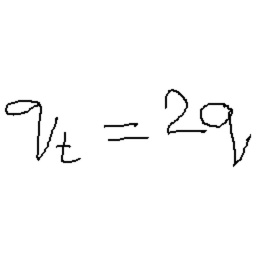 q_t = 2q